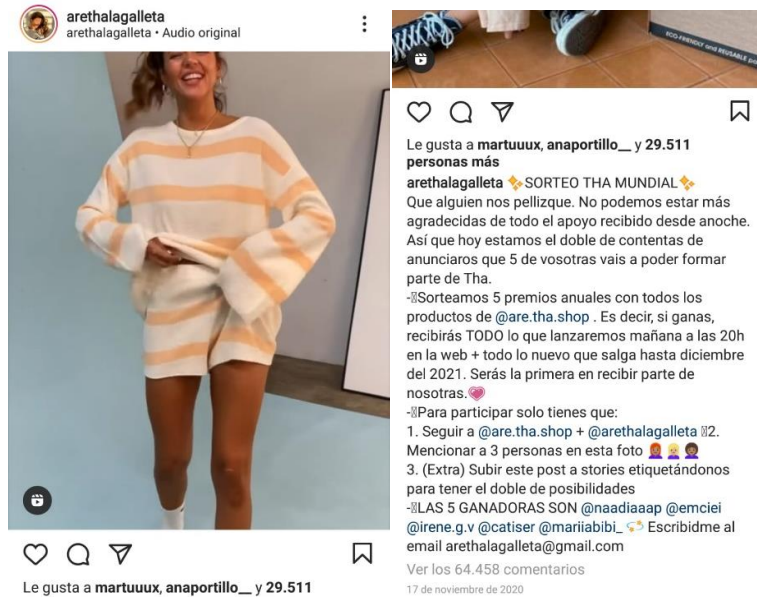 arethalagalleta
arethalagalleta • Audio original
Le gusta a martuuux, anaportillo__ y 29.511
ECO-FRIENDLY and REUSABLE
Le gusta a martuuux, anaportillo__ y 29.511
personas más
arethalagalleta ✨SORTEO THA MUNDIAL✨
Que alguien nos pellizque. No podemos estar más
agradecidas de todo el apoyo recibido desde anoche.
Así que hoy estamos el doble de contentas de
anunciaros que 5 de vosotras vais a poder formar
parte de Tha.
-Sorteamos 5 premios anuales con todos los
productos de @are.tha.shop . Es decir, si ganas,
recibirás TODO lo que lanzaremos mañana a las 20h
en la web + todo lo nuevo que salga hasta diciembre
del 2021. Serás la primera en recibir parte de
nosotras.💗
-Para participar solo tienes que:
1. Seguir a @are.tha.shop + @arethalagalleta 2.
Mencionar a 3 personas en esta foto 💆🏽‍♀️💆🏼‍♀️💆🏾‍♀️
3. (Extra) Subir este post a stories etiquetándonos
para tener el doble de posibilidades
-LAS 5 GANADORAS SON @naadiaaap @emciei
@irene.g.v @catiser @mariiabibi_ 💫 Escribidme al
email arethalagalleta@gmail.com
Ver los 64.458 comentarios
17 de noviembre de 2020